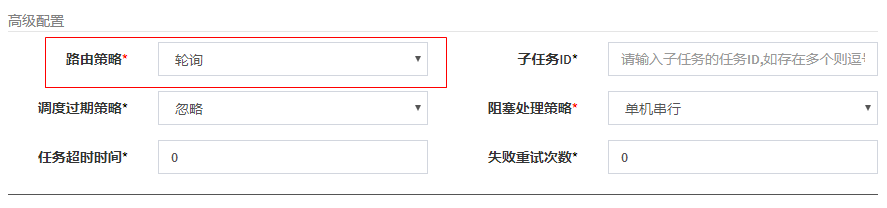 高级配置
路由策略* 轮询 子任务ID* 请输入子任务的任务ID,如存在多个则逗
调度过期策略* 忽略 阻塞处理策略* 单机串行
任务超时时间* 0 失败重试次数* 0